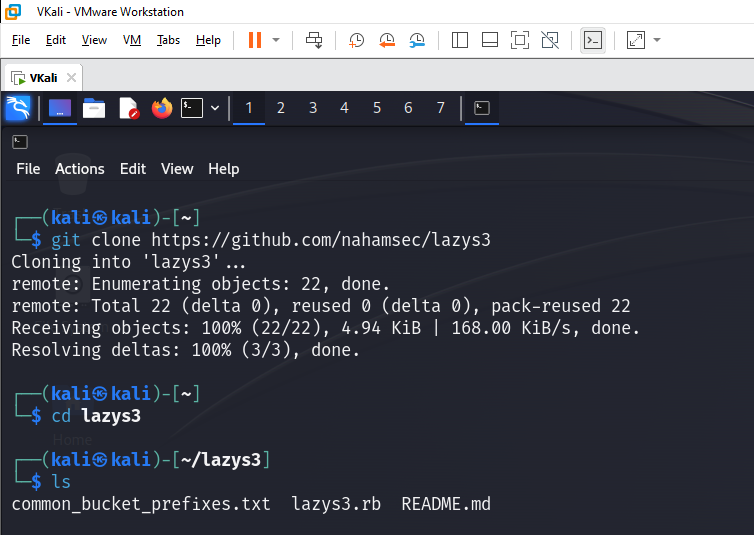 VKali - VMware Workstation
File Edit View VM Tabs Help
VKali
1 2 3 4 5 6 7
File Actions Edit View Help
┌──(kali㉿kali)-[~]
└─$ git clone https://github.com/nahamsec/lazys3
Cloning into 'lazys3'...
remote: Enumerating objects: 22, done.
remote: Total 22 (delta 0), reused 0 (delta 0), pack-reused 22
Receiving objects: 100% (22/22), 4.94 KiB | 168.00 KiB/s, done.
Resolving deltas: 100% (3/3), done.
┌──(kali㉿kali)-[~]
└─$ cd lazys3
Home
┌──(kali㉿kali)-[~/lazys3]
└─$ ls
common_bucket_prefixes.txt lazys3.rb README.md